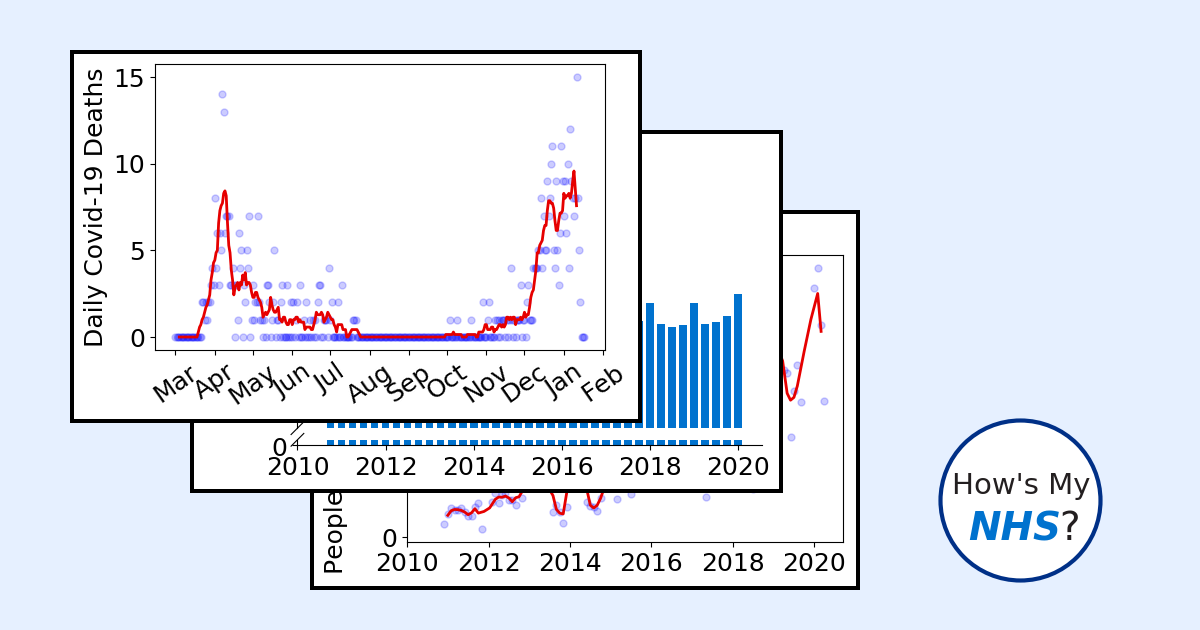 Daily Covid-19 Deaths
15
10
5
0
Mar Apr May Jun Jul Aug Sep Oct Nov Dec Jan Feb
0
2010 2012 2014 2016 2018 2020
People
0
2010 2012 2014 2016 2018 2020
How's My
NHS?